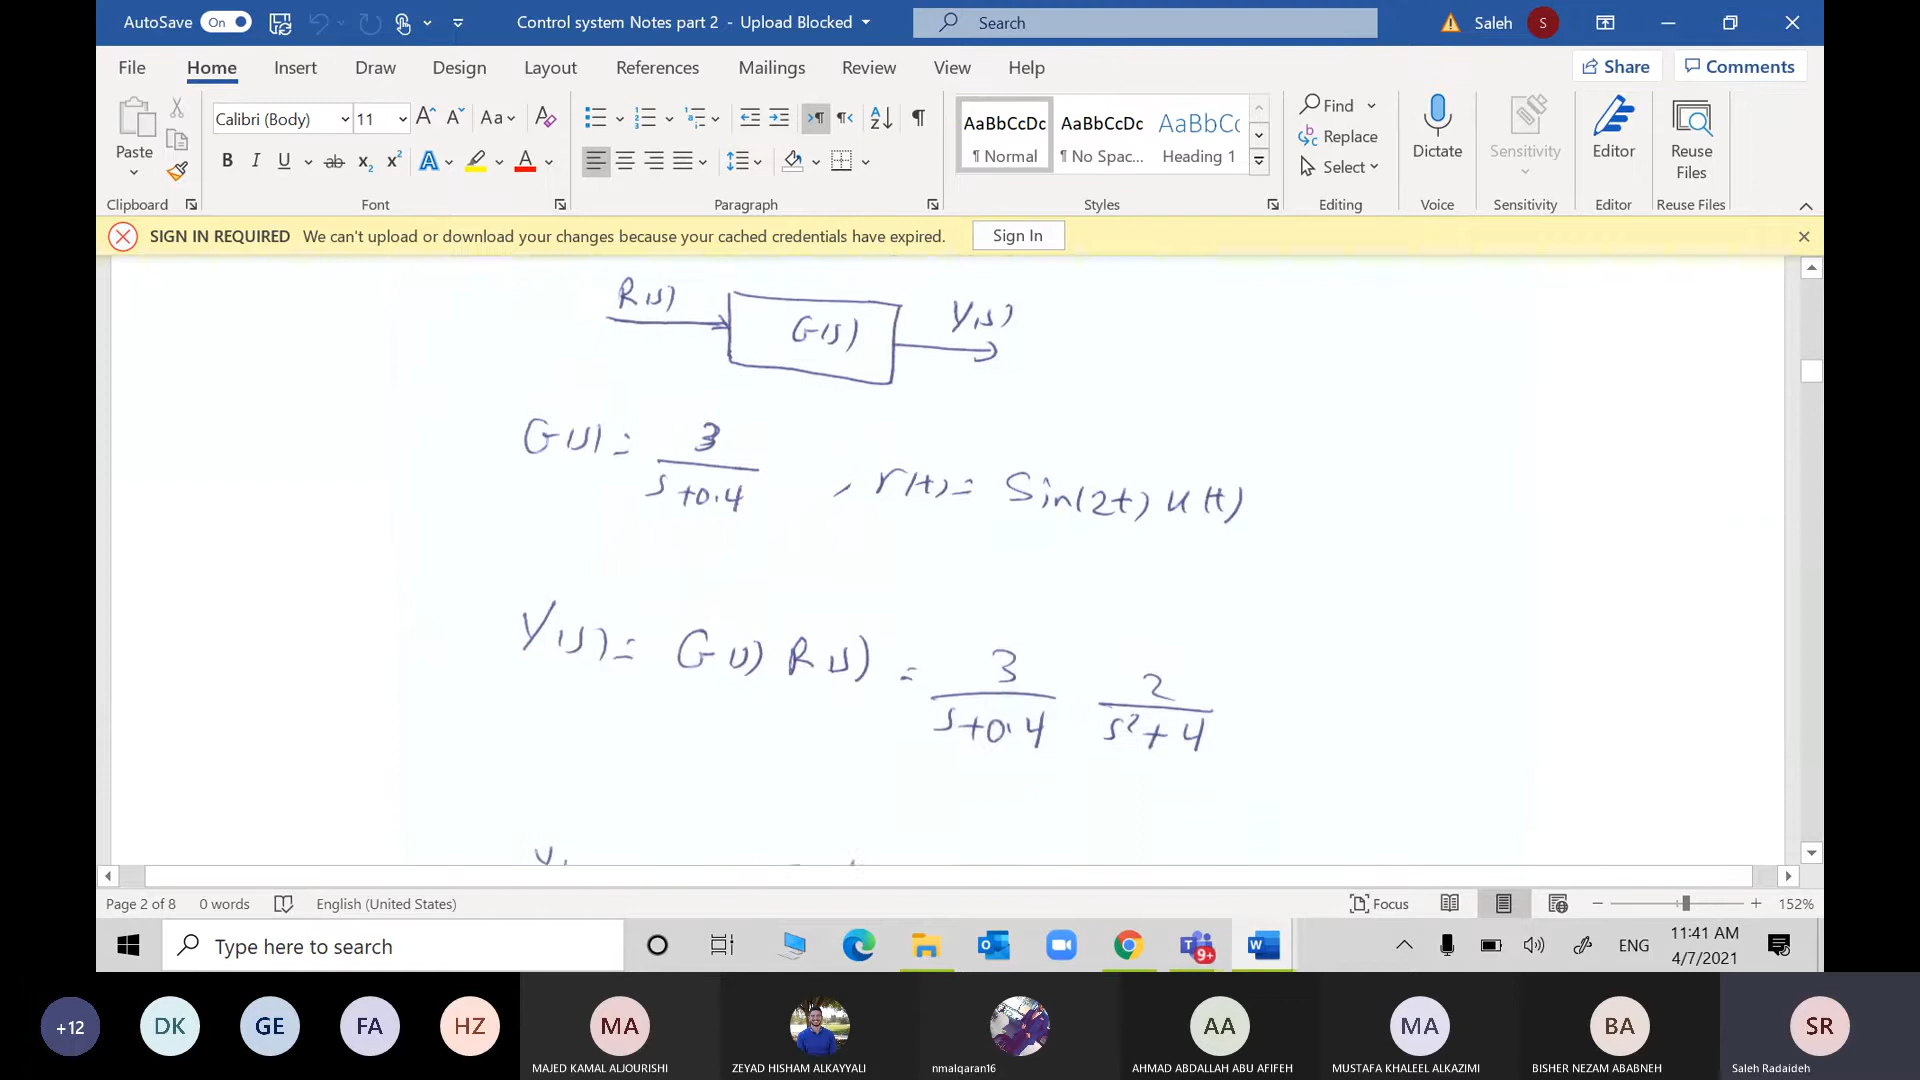 AutoSave On Control system Notes part 2 - Upload Blocked Search Saleh S
File Home Insert Draw Design Layout References Mailings Review View Help Share Comments
Paste
Calibri (Body) 11 Aa
AaBbCcDc AaBbCcDc AaBbCc
¶ Normal ¶ No Spac... Heading 1
Find
Replace
Select
Dictate Sensitivity Editor Reuse Files
Clipboard Font Paragraph Styles Editing Voice Sensitivity Editor Reuse Files
SIGN IN REQUIRED We can't upload or download your changes because your cached credentials have expired. Sign In
R(s) G(s) Y(s)
G(s) = 3 / s+0.4 , r(t) = Sin(2t) u(t)
Y(s) = G(s) R(s) = 3 / s+0.4 2 / s²+4
Page 2 of 8 0 words English (United States) Focus 152%
Type here to search 9+ ENG 11:41 AM
4/7/2021
+12 DK GE FA HZ MA AA MA BA SR
MAJED KAMAL ALJOURISHI ZEYAD HISHAM ALKAYYALI nmalqaran16 AHMAD ABDALLAH ABU AFIFEH MUSTAFA KHALEEL ALKAZIMI BISHER NEZAM ABABNEH Saleh Radaideh